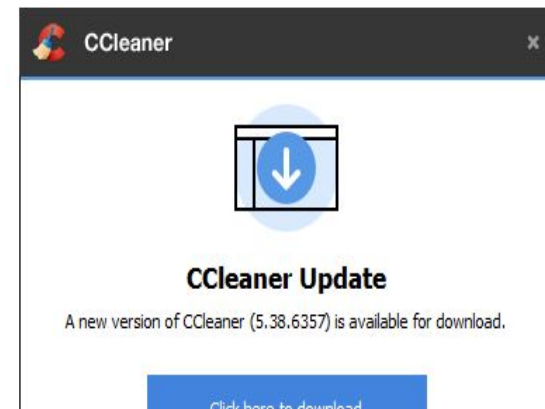 CCleaner
CCleaner Update
A new version of CCleaner (5.38.6357) is available for download.
Click here to download